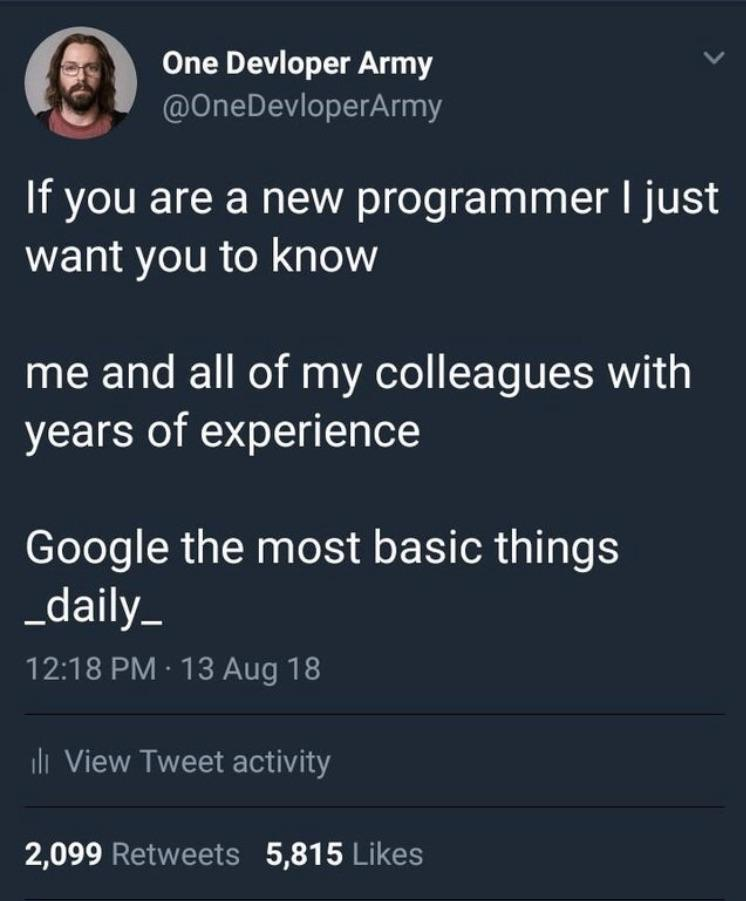 One Devloper Army
@OneDevloperArmy
If you are a new programmer I just
want you to know
me and all of my colleagues with
years of experience
Google the most basic things
_daily_
12:18 PM · 13 Aug 18
View Tweet activity
2,099 Retweets 5,815 Likes